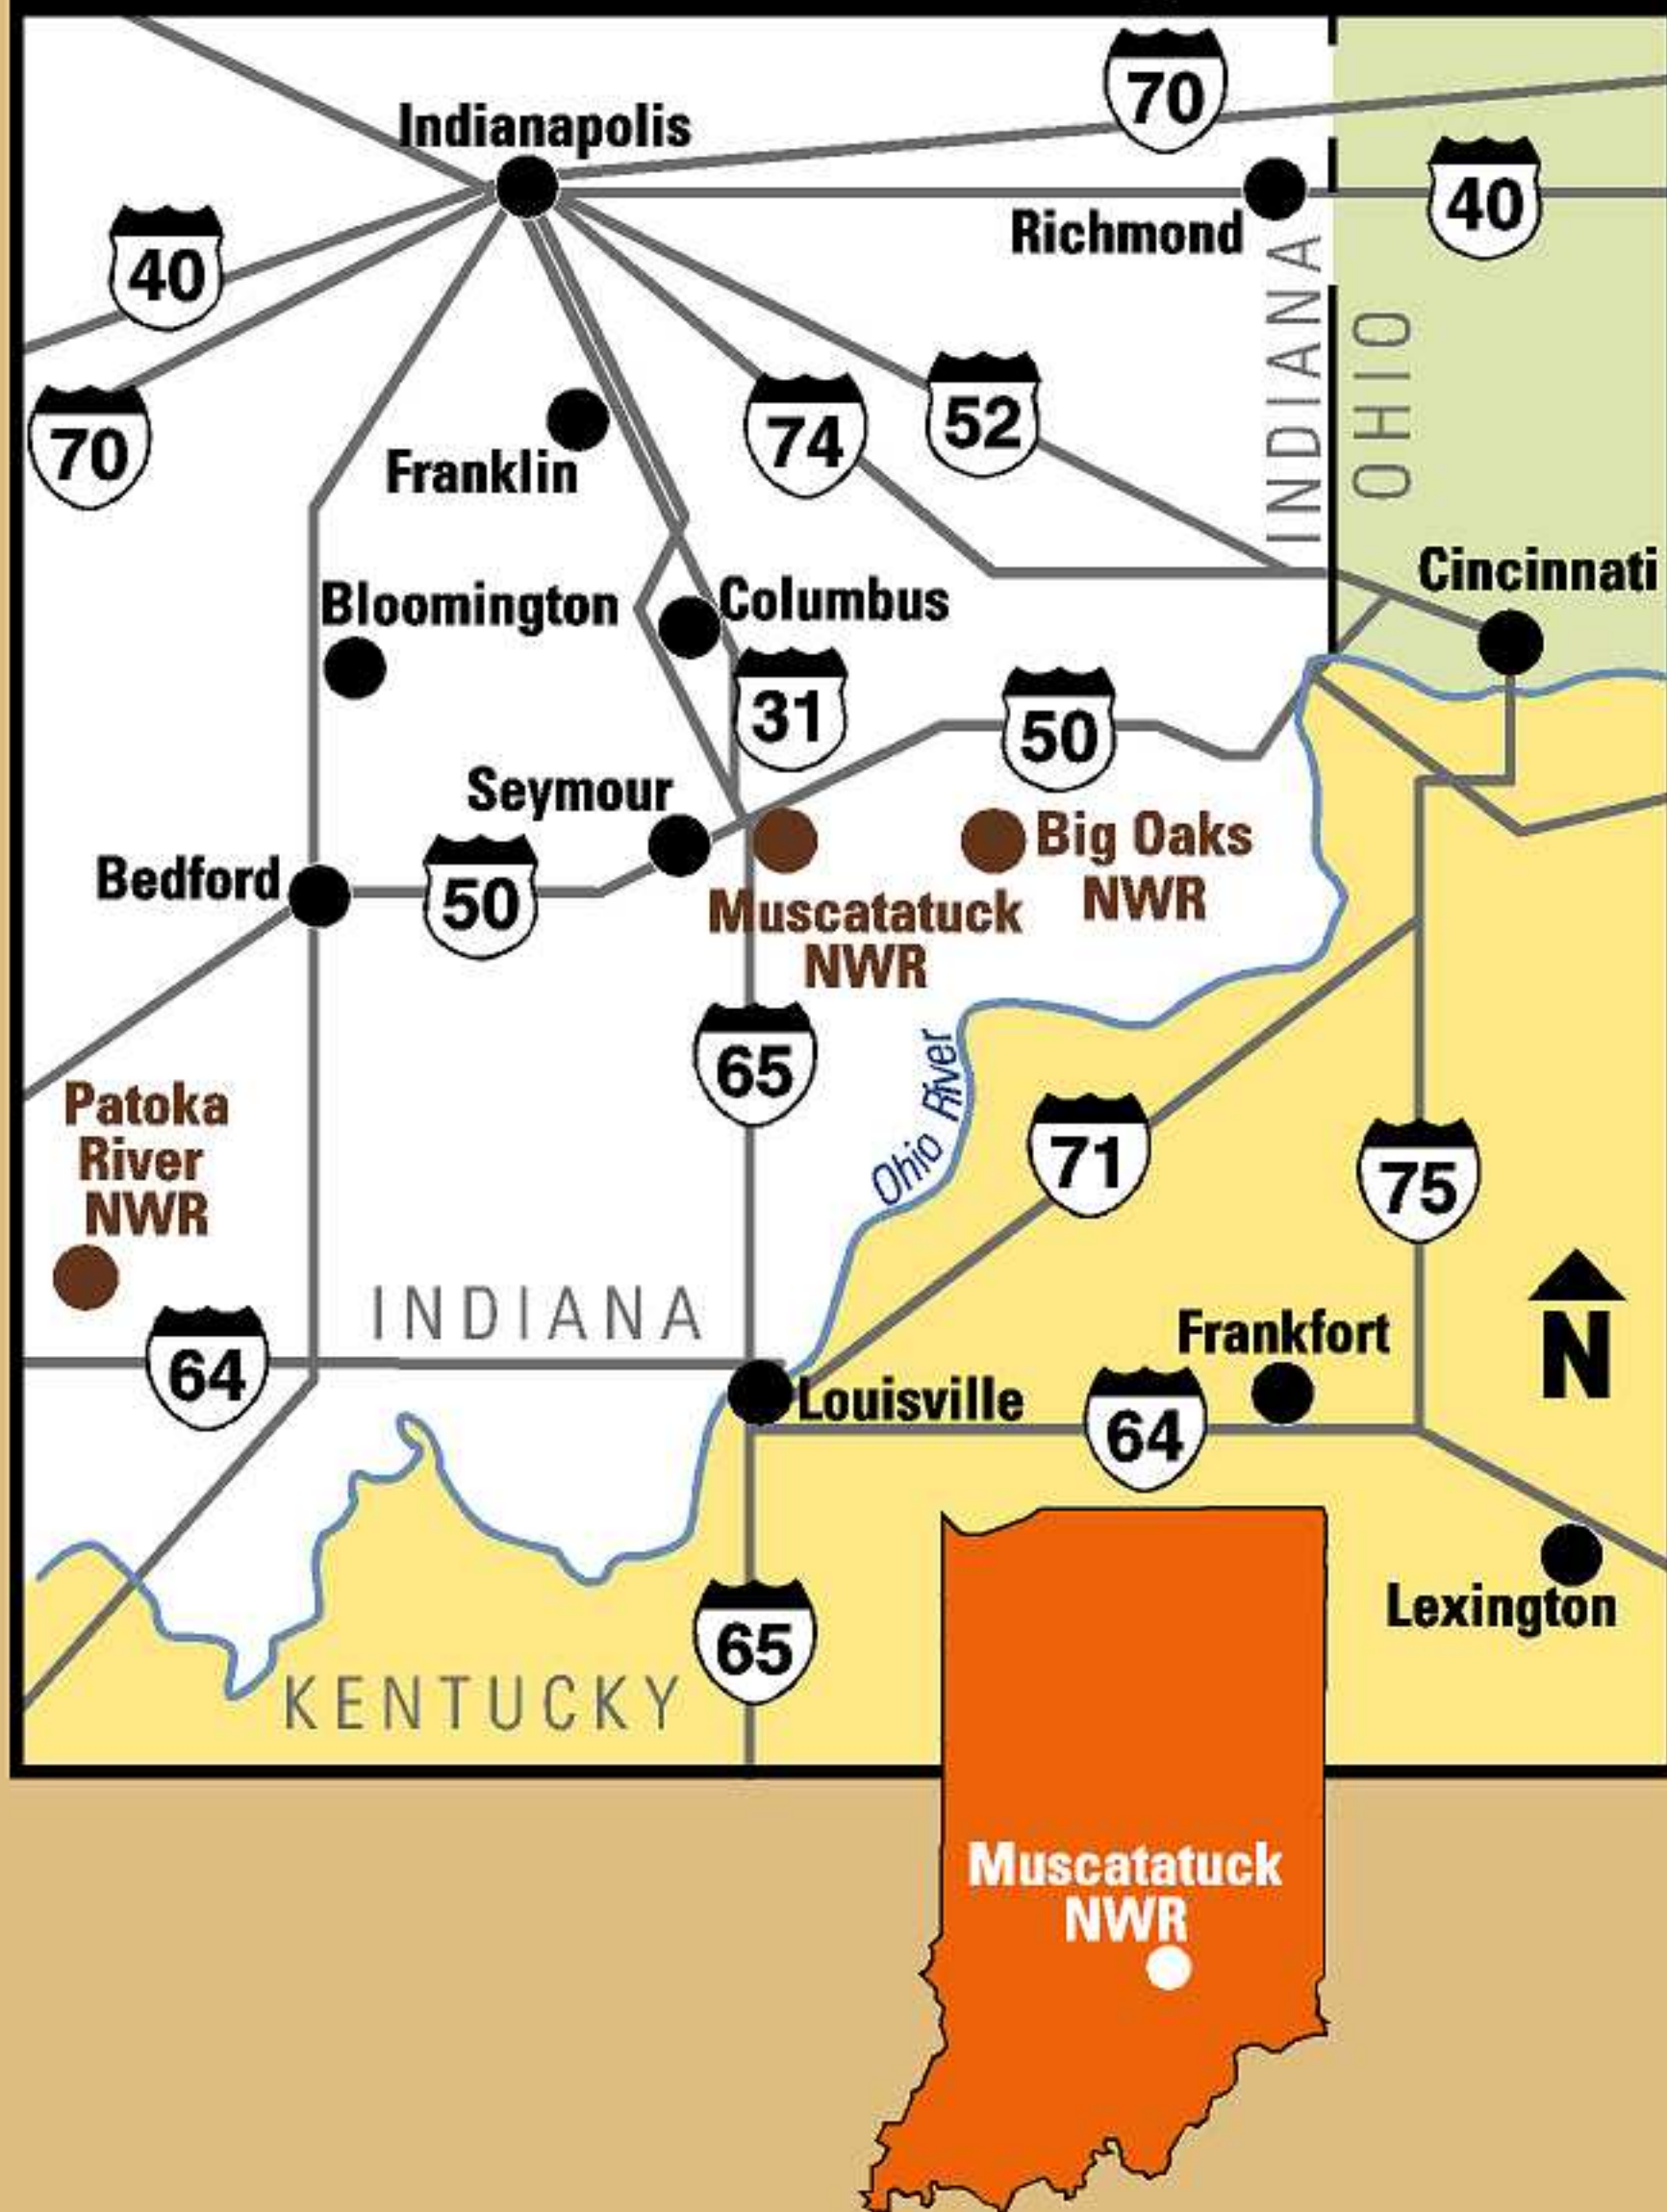 70
Indianapolis
40
Richmond
40
INDIANA
OHIO
70
Franklin
74
52
Cincinnati
Bloomington
Columbus
31
50
Seymour
Bedford
50
Big Oaks
NWR
Muscatatuck
NWR
65
Patoka
River
NWR
Ohio River
71
75
INDIANA
64
Frankfort
N
Louisville
64
Lexington
65
KENTUCKY
Muscatatuck
NWR